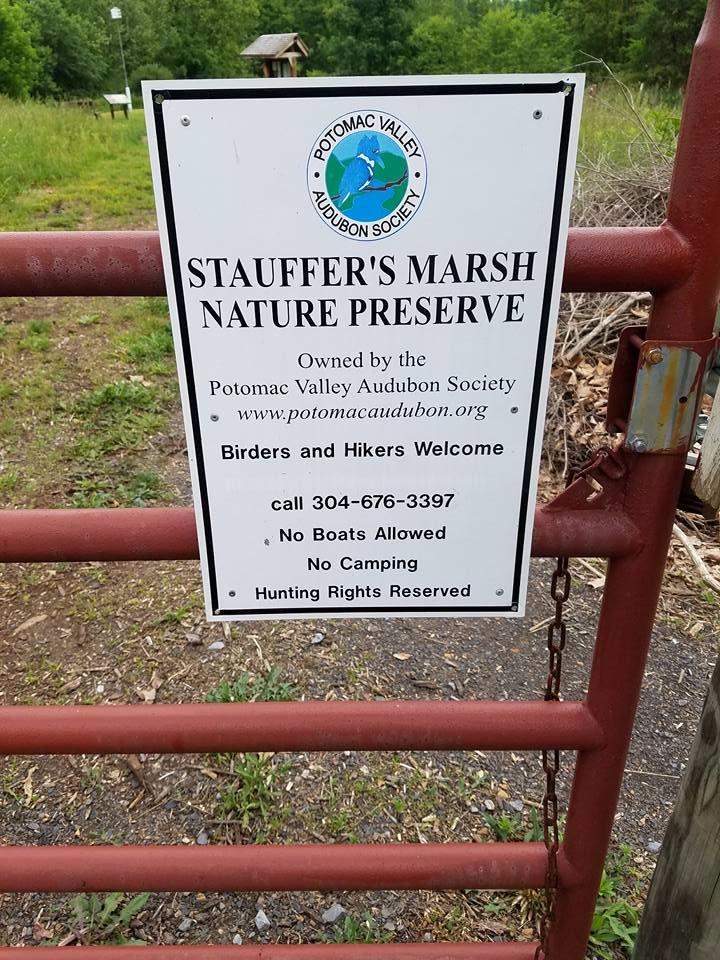 POTOMAC VALLEY
AUDUBON SOCIETY
STAUFFER'S MARSH
NATURE PRESERVE
Owned by the
Potomac Valley Audubon Society
www.potomacaudubon.org
Birders and Hikers Welcome
call 304-676-3397
No Boats Allowed
No Camping
Hunting Rights Reserved